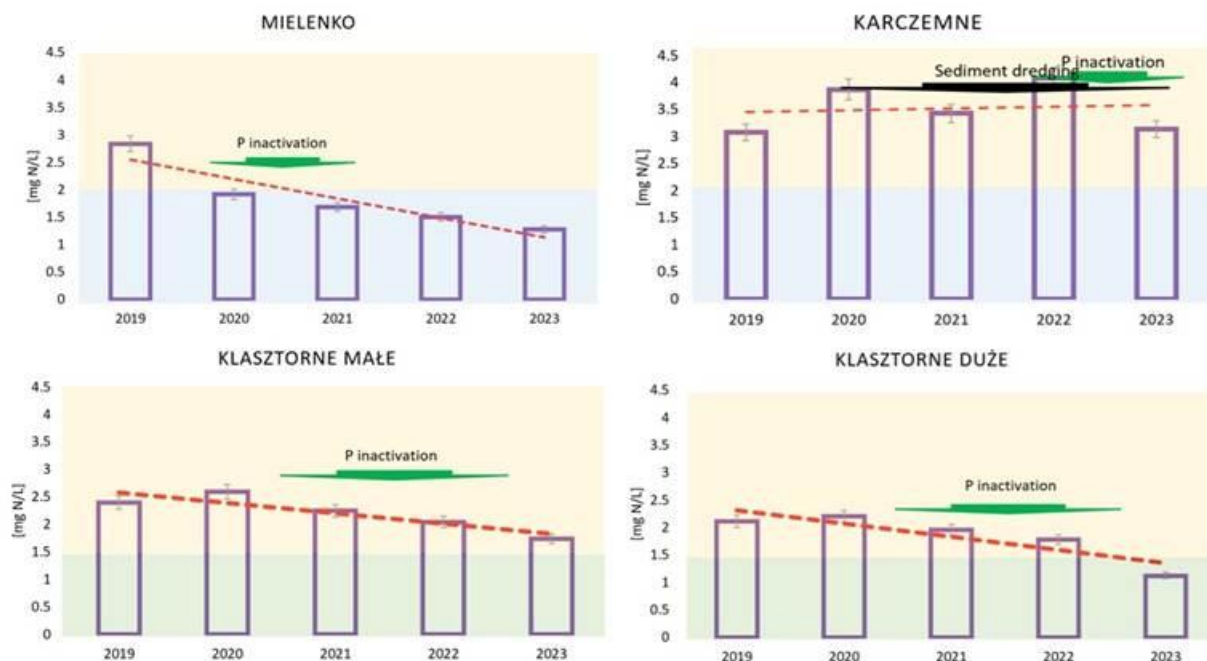 MIELENKO
[mg N/L]
4.5
4
3.5
3
2.5
2
1.5
1
0.5
0
P inactivation
2019 2020 2021 2022 2023
KARCZEMNE
[mg N/L]
4.5
4
3.5
3
2.5
2
1.5
1
0.5
0
P inactivation
Sediment dredging
2019 2020 2021 2022 2023
KLASZTORNE MAŁE
[mg N/L]
4.5
4
3.5
3
2.5
2
1.5
1
0.5
0
P inactivation
2019 2020 2021 2022 2023
KLASZTORNE DUŻE
[mg N/L]
4.5
4
3.5
3
2.5
2
1.5
1
0.5
0
P inactivation
2019 2020 2021 2022 2023